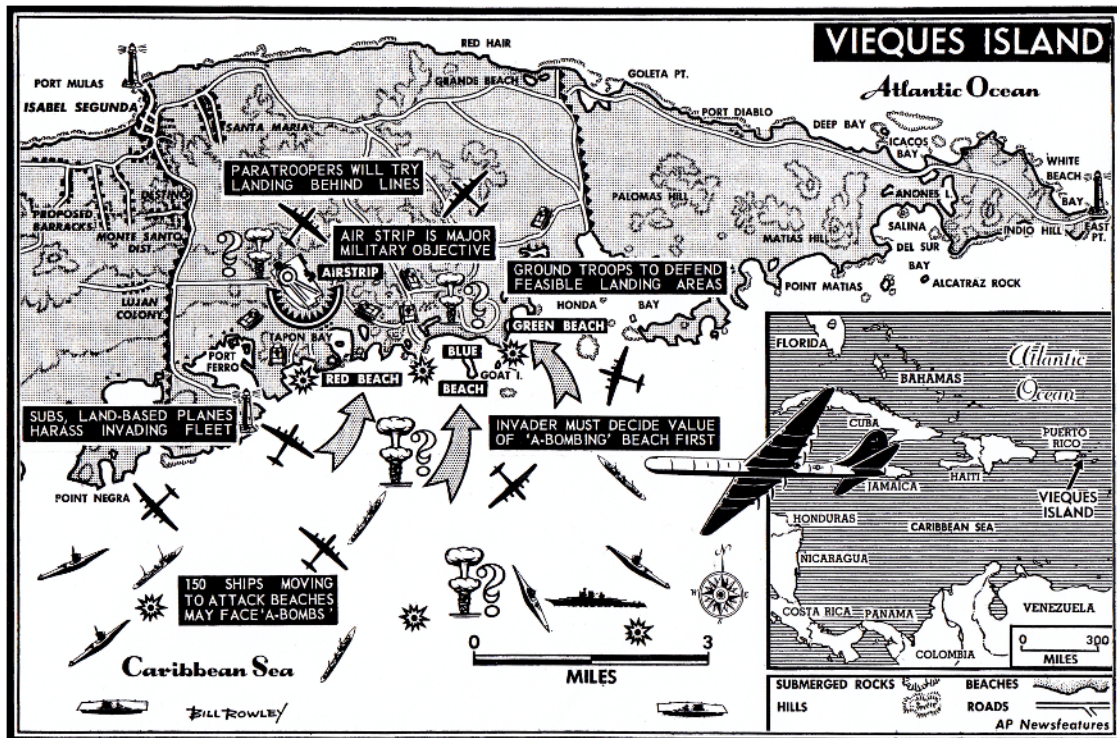 VIEQUES ISLAND
Atlantic Ocean
RED HAIR
PORT MULAS
ISABEL SEGUNDA
SANTA MARIA
GRANDE BEACH
GOLETA PT.
PORT DIABLO
DEEP BAY
ICACOS
BAY
WHITE
BEACH
BAY
EAST PT.
PARATROOPERS WILL TRY
LANDING BEHIND LINES
PROPOSED
BARRACKS
DESTINO
DIST.
MONTE SANTO
DIST.
PALOMAS HILL
MATIAS HILL
ANONES L.
SALINA
DEL SUR
BAY
INDIO HILL
AIR STRIP IS MAJOR
MILITARY OBJECTIVE
?
AIRSTRIP
GROUND TROOPS TO DEFEND
FEASIBLE LANDING AREAS
POINT MATIAS
ALCATRAZ ROCK
LUJAN
COLONY
?
HONDA
BAY
GREEN BEACH
TAPON BAY
PORT
FERRO
RED BEACH
BLUE
BEACH
GOAT I.
SUBS, LAND-BASED PLANES
HARASS INVADING FLEET
INVADER MUST DECIDE VALUE
OF 'A-BOMBING' BEACH FIRST
?
POINT NEGRA
150 SHIPS MOVING
TO ATTACK BEACHES
MAY FACE 'A-BOMBS'
?
N
E
S
W
0 3
MILES
Caribbean Sea
BILL ROWLEY
FLORIDA
Atlantic
Ocean
BAHAMAS
CUBA
PUERTO
RICO
HAITI
JAMAICA
VIEQUES
ISLAND
HONDURAS
CARIBBEAN SEA
NICARAGUA
COSTA RICA
PANAMA
VENEZUELA
COLOMBIA
0 300
MILES
SUBMERGED ROCKS
BEACHES
HILLS
ROADS
AP Newsfeatures